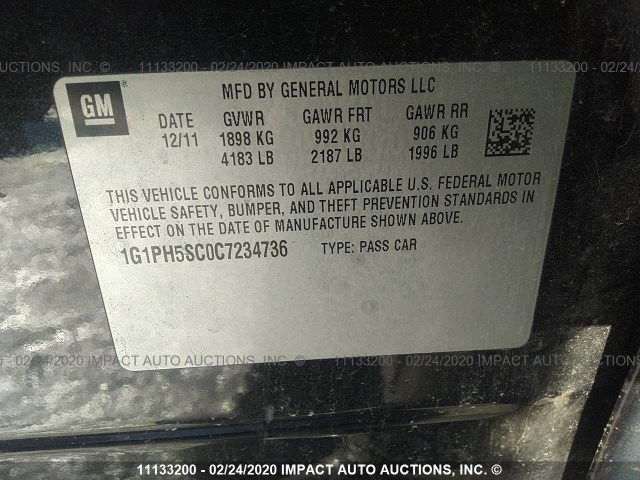 11133200 - 02/24/2020 IMPACT AUTO AUCTIONS, INC.
GM
MFD BY GENERAL MOTORS LLC
DATE GVWR GAWR FRT GAWR RR
12/11 1898 KG 992 KG 906 KG
4183 LB 2187 LB 1996 LB
THIS VEHICLE CONFORMS TO ALL APPLICABLE U.S. FEDERAL MOTOR
VEHICLE SAFETY, BUMPER, AND THEFT PREVENTION STANDARDS IN
EFFECT ON THE DATE OF MANUFACTURE SHOWN ABOVE.
1G1PH5SC0C7234736 TYPE: PASS CAR
11133200 - 02/24/2020 IMPACT AUTO AUCTIONS, INC.
11133200 - 02/24/2020 IMPACT AUTO AUCTIONS, INC.